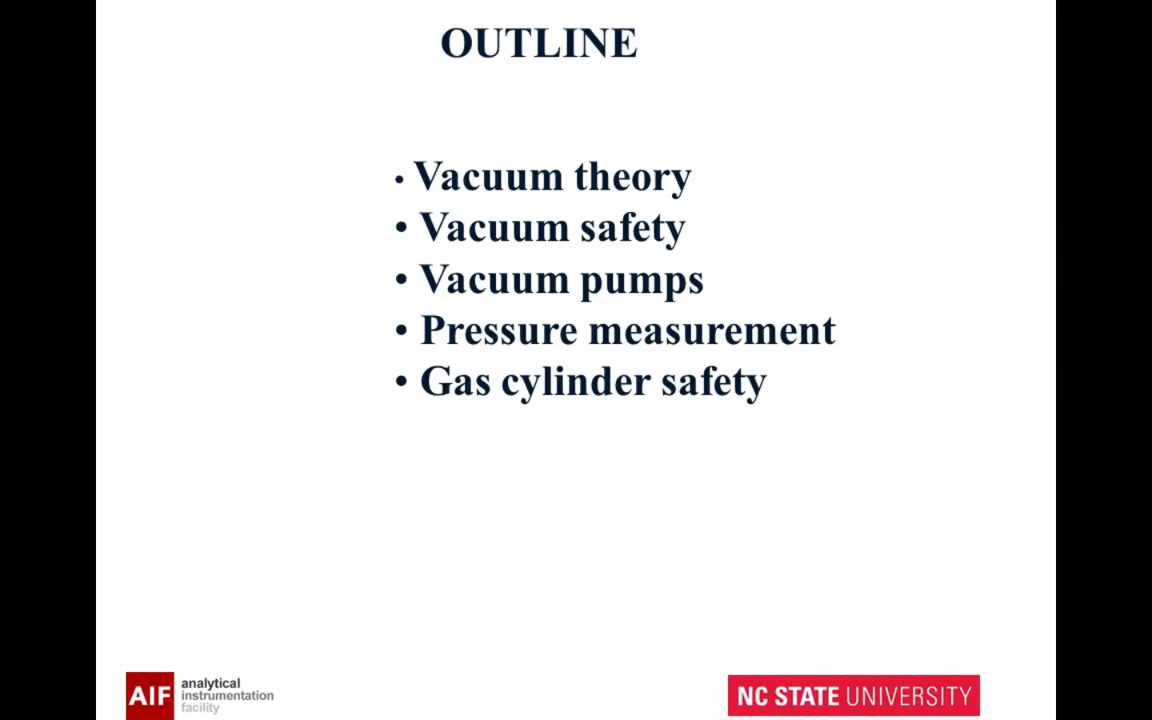 OUTLINE
• Vacuum theory
• Vacuum safety
• Vacuum pumps
• Pressure measurement
• Gas cylinder safety
AIF analytical
instrumentation
facility
NC STATE UNIVERSITY